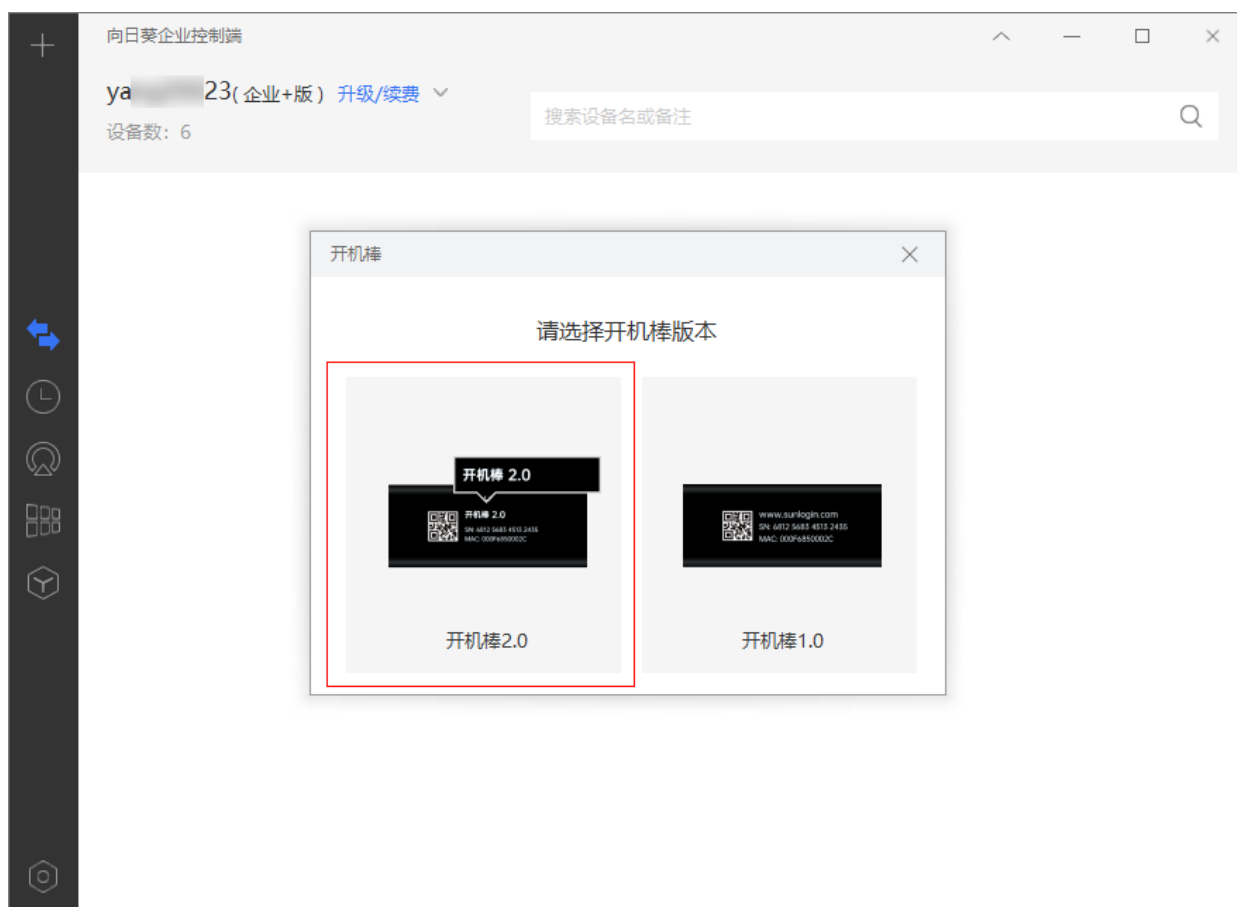 向日葵企业控制端
ya 23(企业+版) 升级/续费
设备数：6
搜索设备名或备注
开机棒
请选择开机棒版本
开机棒 2.0
开机棒 2.0
SN: 6812 5683 4513 2435
MAC: 000F6850002C
www.sunlogin.com
SN: 6812 5683 4513 2435
MAC: 000F6850002C
开机棒2.0
开机棒1.0